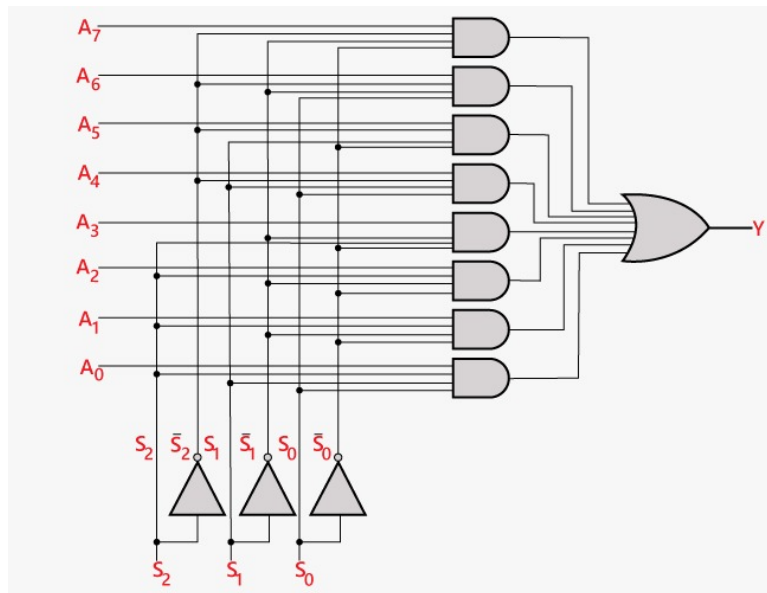 A₇
A₆
A₅
A₄
A₃
A₂
A₁
A₀
Y
S₂ S̄₂ S₁ S̄₁ S₀ S̄₀
S₂ S₁ S₀